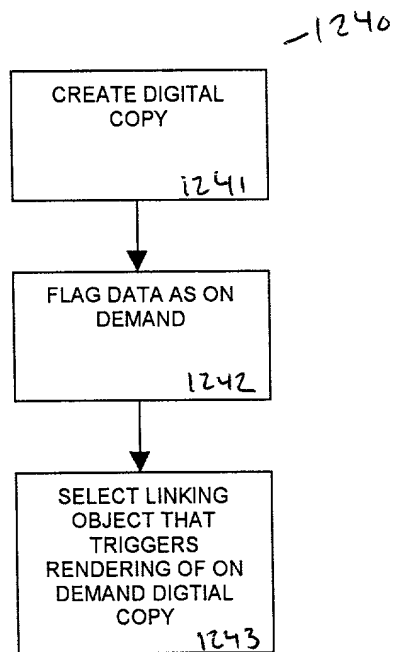 1240
CREATE DIGITAL
COPY
1241
FLAG DATA AS ON
DEMAND
1242
SELECT LINKING
OBJECT THAT
TRIGGERS
RENDERING OF ON
DEMAND DIGTIAL
COPY
1243